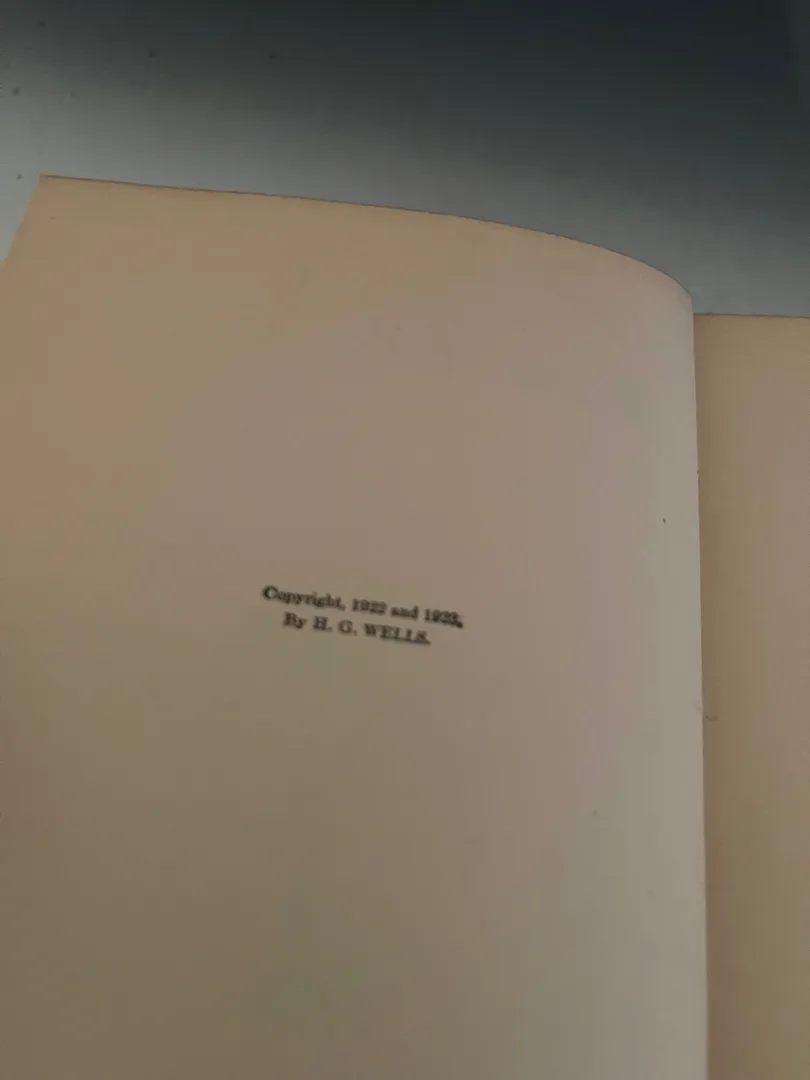 Copyright, 1922 and 1923,
By H. G. WELLS.